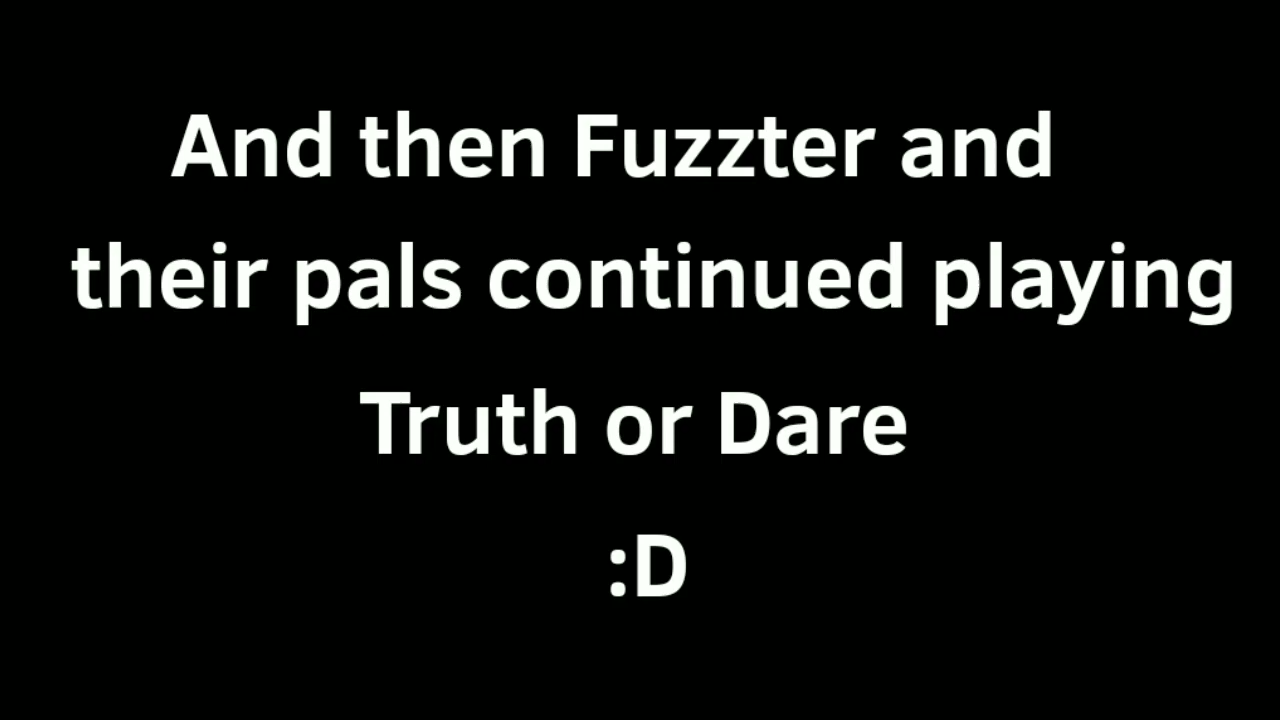 And then Fuzzter and
their pals continued playing
Truth or Dare
:D